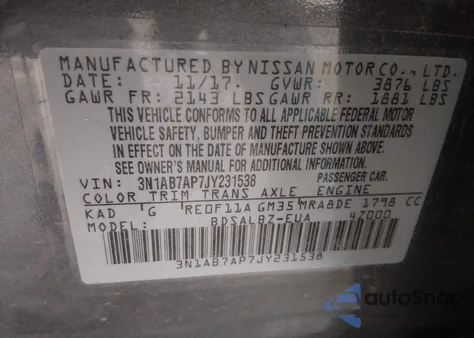 MANUFACTURED BY NISSAN MOTOR CO., LTD.
DATE: 11/17. GVWR: 3876 LBS
GAWR FR: 2143 LBS GAWR RR: 1881 LBS
THIS VEHICLE CONFORMS TO ALL APPLICABLE FEDERAL MOTOR
VEHICLE SAFETY, BUMPER AND THEFT PREVENTION STANDARDS
IN EFFECT ON THE DATE OF MANUFACTURE SHOWN ABOVE.
SEE OWNER'S MANUAL FOR ADDITIONAL INFORMATION.
VIN: 3N1AB7AP7JY231538 PASSENGER CAR.
COLOR TRIM TRANS AXLE ENGINE
KAD G RE0F11A GM35 MRA8DE 1798 CC
MODEL: BDSALBZ-EUA 4Z000
3N1AB7AP7JY231538
autoSnap